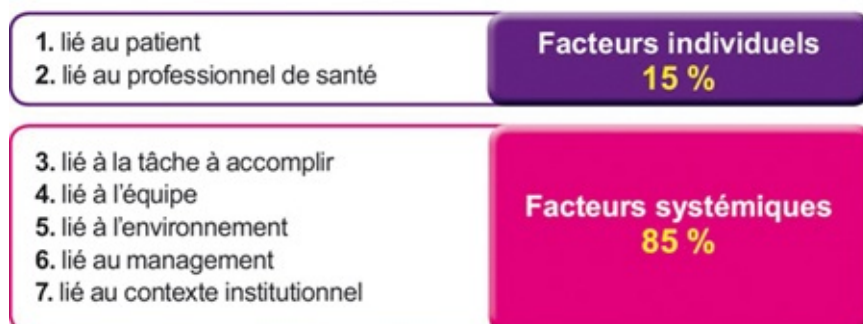 1. lié au patient
2. lié au professionnel de santé
Facteurs individuels
15 %
3. lié à la tâche à accomplir
4. lié à l'équipe
5. lié à l'environnement
6. lié au management
7. lié au contexte institutionnel
Facteurs systémiques
85 %